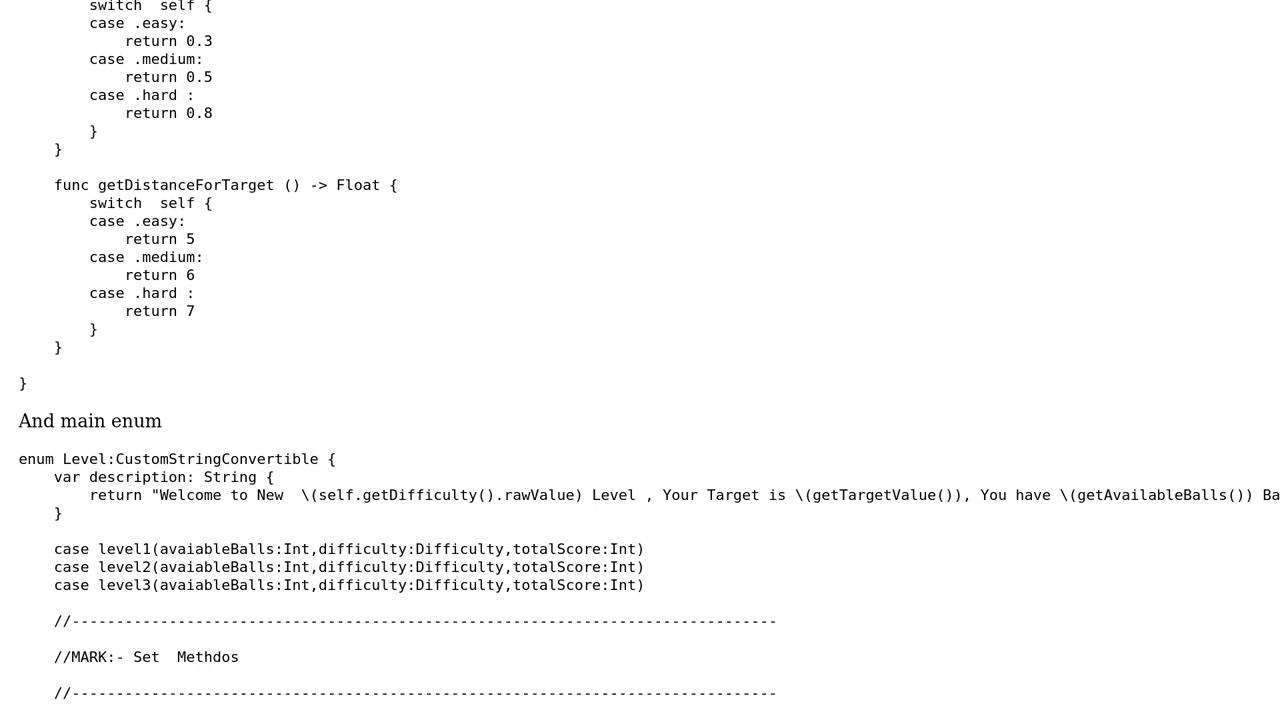 switch  self {
case .easy:
return 0.3
case .medium:
return 0.5
case .hard :
return 0.8
}
}
func getDistanceForTarget () -> Float {
switch  self {
case .easy:
return 5
case .medium:
return 6
case .hard :
return 7
}
}
}
And main enum
enum Level:CustomStringConvertible {
var description: String {
return "Welcome to New  \(self.getDifficulty().rawValue) Level , Your Target is \(getTargetValue()), You have \(getAvailableBalls()) Ba
}
case level1(avaiableBalls:Int,difficulty:Difficulty,totalScore:Int)
case level2(avaiableBalls:Int,difficulty:Difficulty,totalScore:Int)
case level3(avaiableBalls:Int,difficulty:Difficulty,totalScore:Int)
//--------------------------------------------------------------------------------
//MARK:- Set  Methdos
//--------------------------------------------------------------------------------